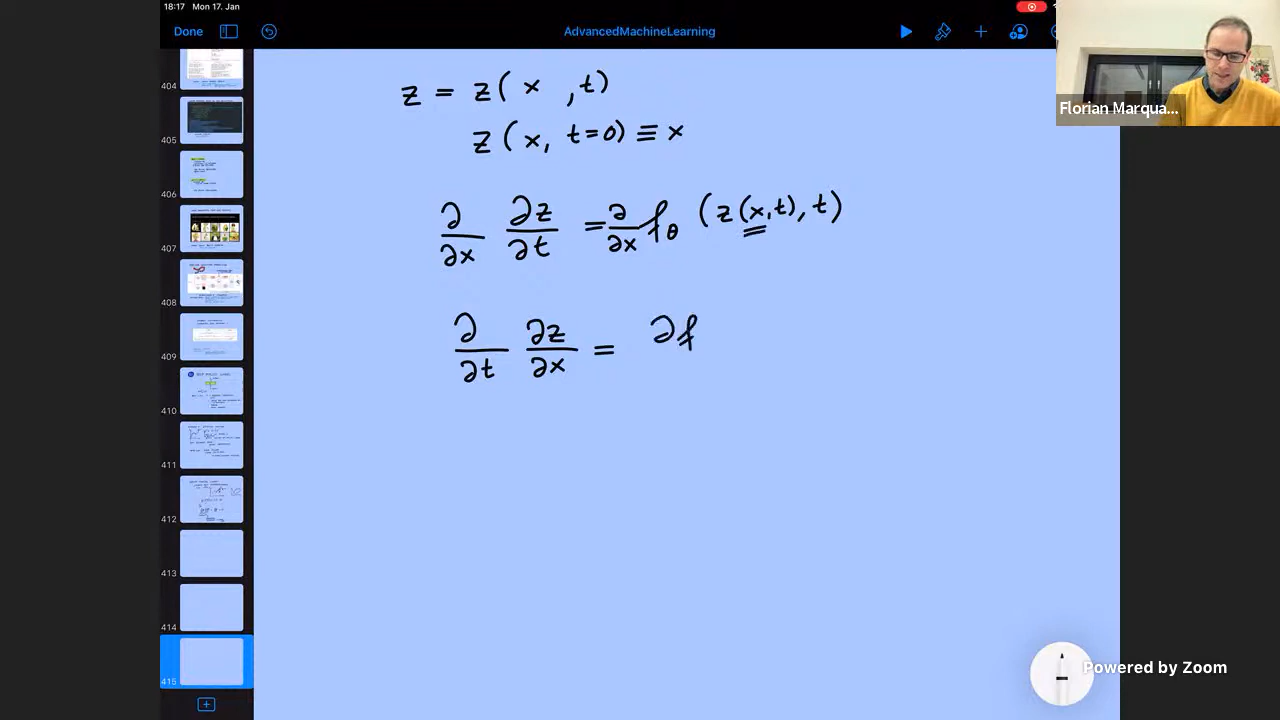 18:17 Mon 17. Jan
Done
AdvancedMachineLearning
Florian Marqua...
z = z( x , t)
z ( x, t=0) ≡ x
∂/∂x ∂z/∂t = ∂/∂x f_θ (z(x,t), t)
∂/∂t ∂z/∂x = ∂f
404
405
406
407
408
409
410
411
412
413
414
415
Powered by Zoom